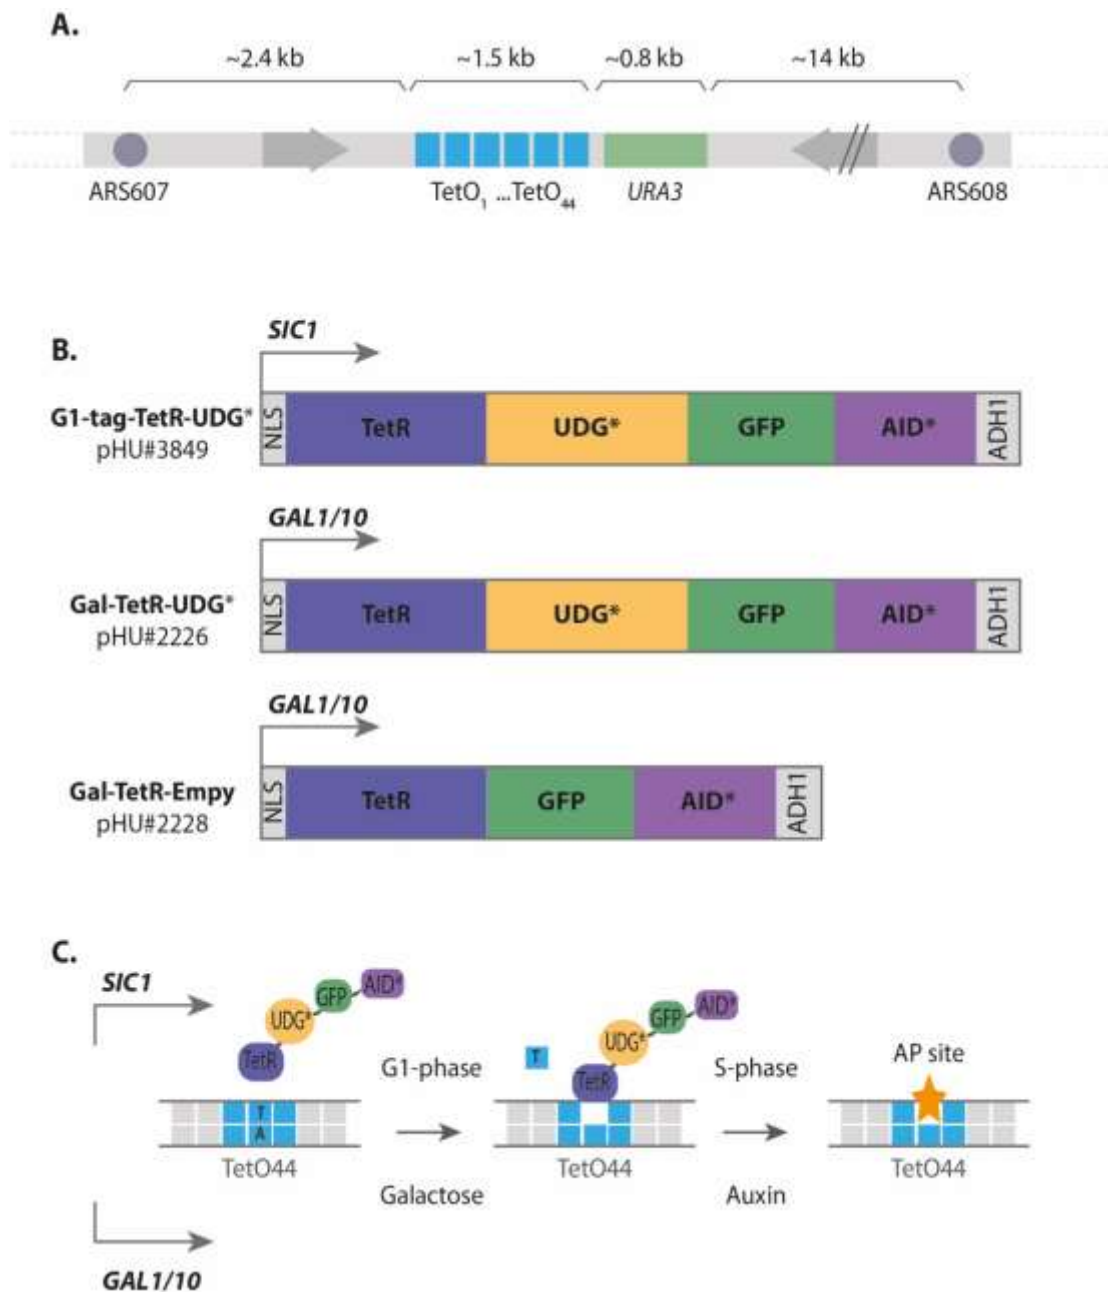 A.
~2.4 kb ~1.5 kb ~0.8 kb ~14 kb
ARS607 TetO1 ...TetO44 URA3 ARS608
B.
SIC1
G1-tag-TetR-UDG*
pHU#3849
NLS TetR UDG* GFP AID* ADH1
GAL1/10
Gal-TetR-UDG*
pHU#2226
NLS TetR UDG* GFP AID* ADH1
GAL1/10
Gal-TetR-Empy
pHU#2228
NLS TetR GFP AID* ADH1
C.
SIC1
TetR UDG* GFP AID*
T
A
TetO44
G1-phase
Galactose
T
TetR UDG* GFP AID*
TetO44
S-phase
Auxin
AP site
TetO44
GAL1/10